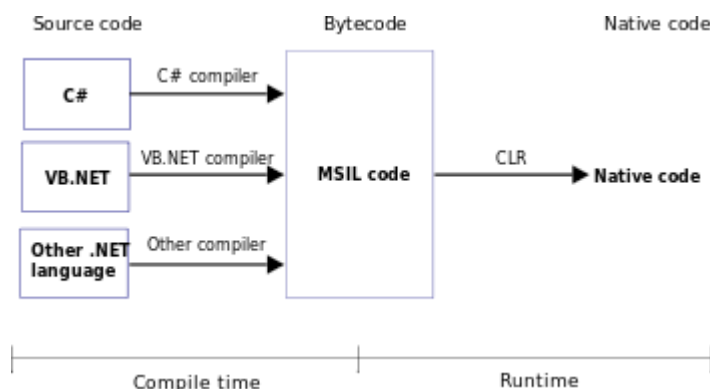 Source code
Bytecode
Native code
C# compiler
C#
VB.NET compiler
VB.NET
MSIL code
CLR
Native code
Other compiler
Other .NET
language
Compile time
Runtime